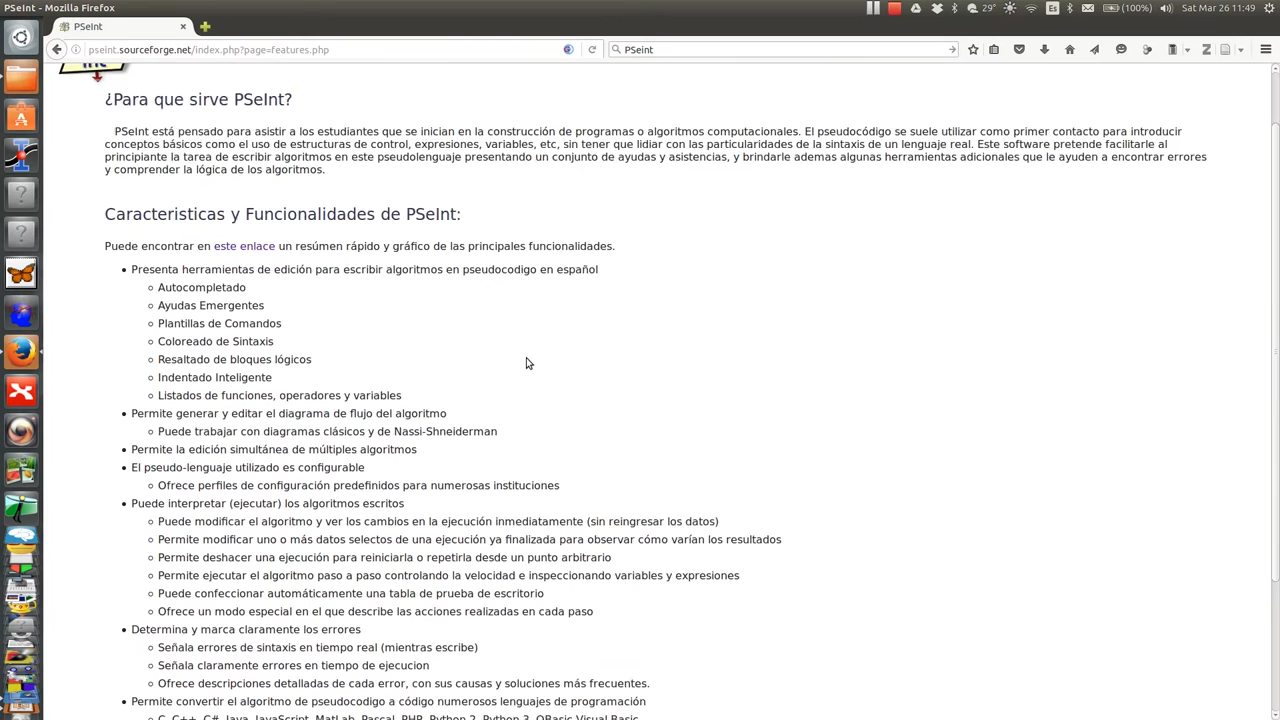 PSeInt - Mozilla Firefox
29°
Es
(100%)
Sat Mar 26 11:49
PSeInt
pseint.sourceforge.net/index.php?page=features.php
PSeint
Int
¿Para que sirve PSeInt?
PSeInt está pensado para asistir a los estudiantes que se inician en la construcción de programas o algoritmos computacionales. El pseudocódigo se suele utilizar como primer contacto para introducir
conceptos básicos como el uso de estructuras de control, expresiones, variables, etc, sin tener que lidiar con las particularidades de la sintaxis de un lenguaje real. Este software pretende facilitarle al
principiante la tarea de escribir algoritmos en este pseudolenguaje presentando un conjunto de ayudas y asistencias, y brindarle ademas algunas herramientas adicionales que le ayuden a encontrar errores
y comprender la lógica de los algoritmos.
Caracteristicas y Funcionalidades de PSeInt:
Puede encontrar en este enlace un resúmen rápido y gráfico de las principales funcionalidades.
• Presenta herramientas de edición para escribir algoritmos en pseudocodigo en español
◦ Autocompletado
◦ Ayudas Emergentes
◦ Plantillas de Comandos
◦ Coloreado de Sintaxis
◦ Resaltado de bloques lógicos
◦ Indentado Inteligente
◦ Listados de funciones, operadores y variables
• Permite generar y editar el diagrama de flujo del algoritmo
◦ Puede trabajar con diagramas clásicos y de Nassi-Shneiderman
• Permite la edición simultánea de múltiples algoritmos
• El pseudo-lenguaje utilizado es configurable
◦ Ofrece perfiles de configuración predefinidos para numerosas instituciones
• Puede interpretar (ejecutar) los algoritmos escritos
◦ Puede modificar el algoritmo y ver los cambios en la ejecución inmediatamente (sin reingresar los datos)
◦ Permite modificar uno o más datos selectos de una ejecución ya finalizada para observar cómo varían los resultados
◦ Permite deshacer una ejecución para reiniciarla o repetirla desde un punto arbitrario
◦ Permite ejecutar el algoritmo paso a paso controlando la velocidad e inspeccionando variables y expresiones
◦ Puede confeccionar automáticamente una tabla de prueba de escritorio
◦ Ofrece un modo especial en el que describe las acciones realizadas en cada paso
• Determina y marca claramente los errores
◦ Señala errores de sintaxis en tiempo real (mientras escribe)
◦ Señala claramente errores en tiempo de ejecucion
◦ Ofrece descripciones detalladas de cada error, con sus causas y soluciones más frecuentes.
• Permite convertir el algoritmo de pseudocodigo a código numerosos lenguajes de programación
◦ C, C++, C#, Java, JavaScript, MatLab, Pascal, PHP, Python 2, Python 3, QBasic Visual Basic